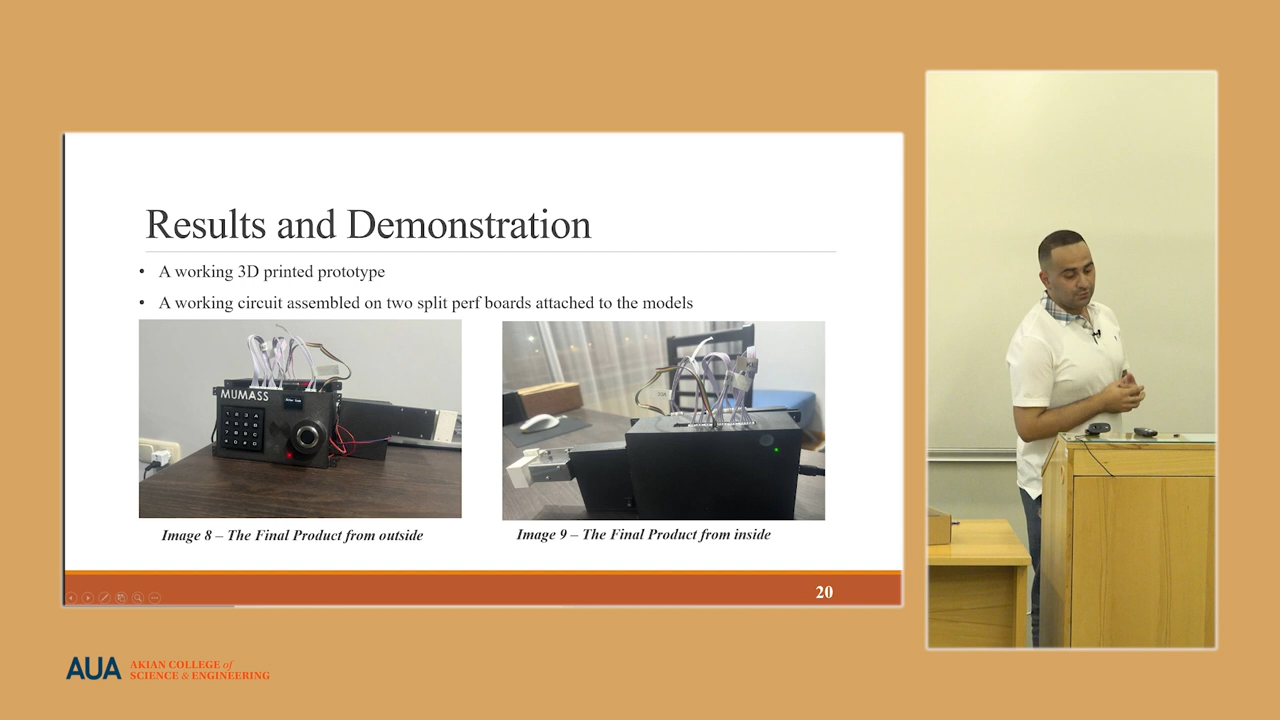 Results and Demonstration
• A working 3D printed prototype
• A working circuit assembled on two split perf boards attached to the models
MUMASS
Image 8 – The Final Product from outside
Image 9 – The Final Product from inside
20
AUA
AKIAN COLLEGE of
SCIENCE & ENGINEERING